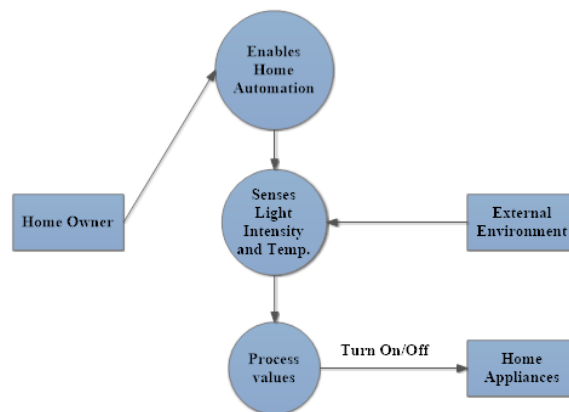 Enables
Home
Automation
Home Owner
Senses
Light
Intensity
and Temp.
External
Environment
Process
values
Turn On/Off
Home
Appliances